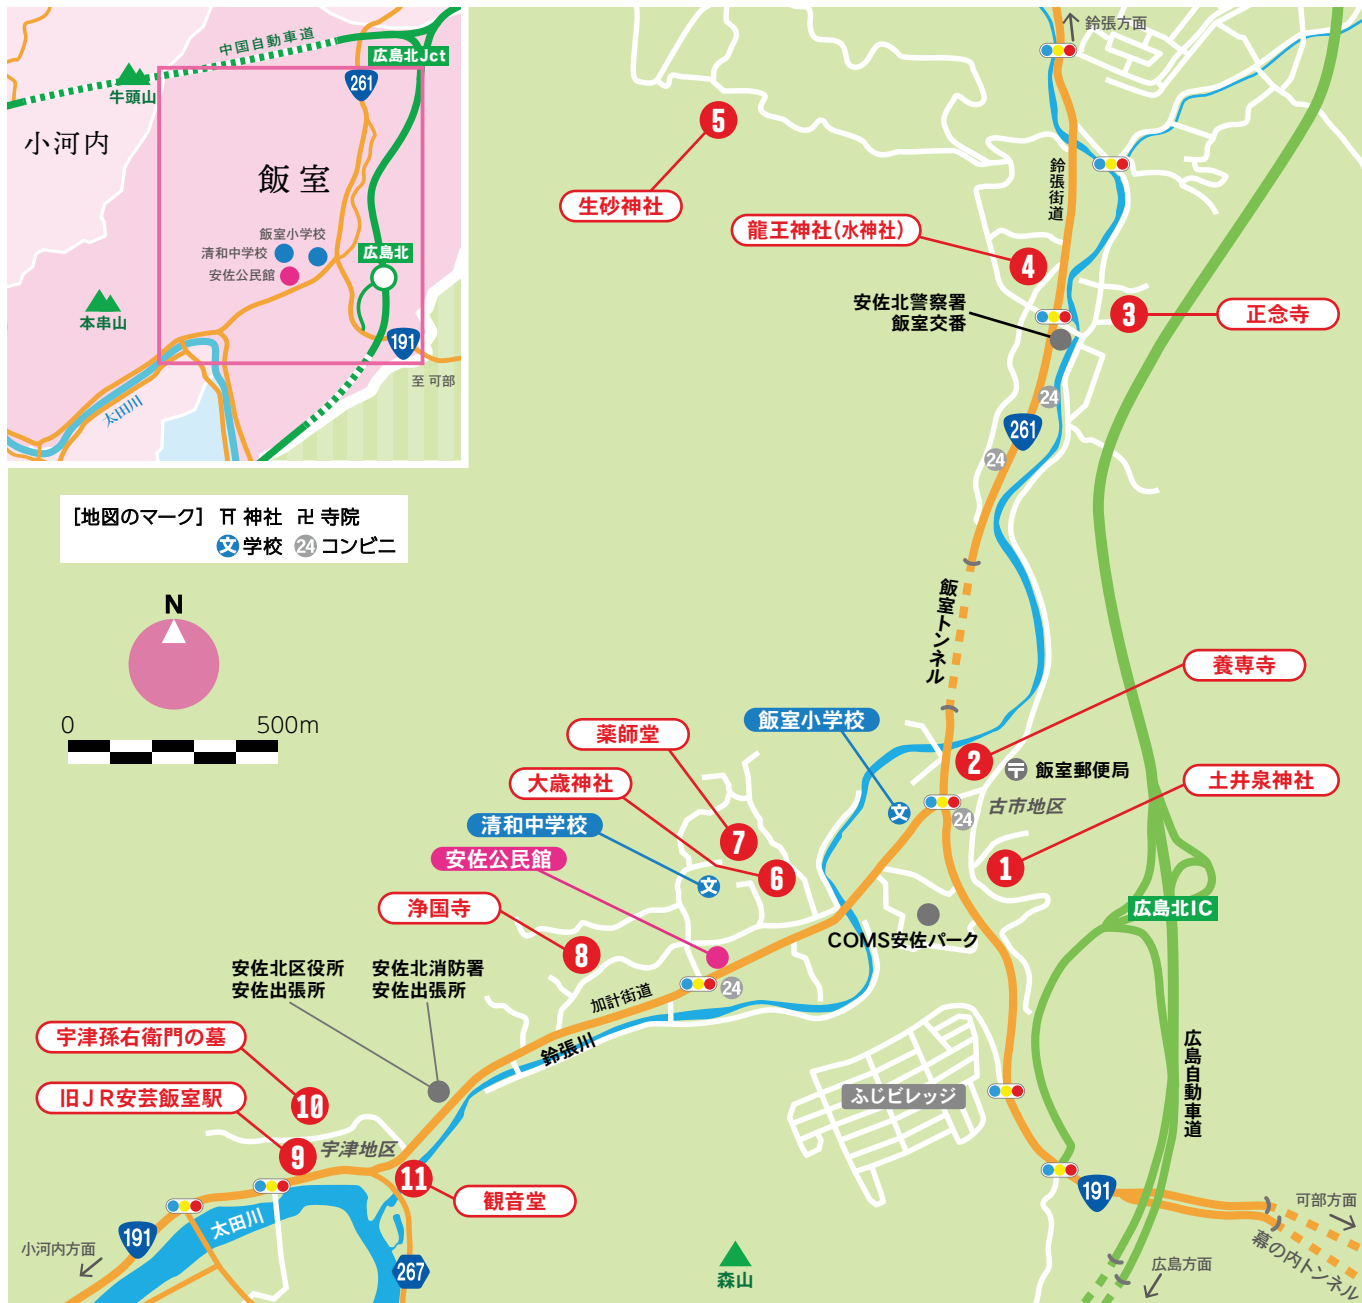 中国自動車道
広島北Jct
牛頭山
261
小河内
飯室
飯室小学校
清和中学校
安佐公民館
広島北
本串山
191
至 可部
太田川
[地図のマーク] 神社 卍 寺院
文 学校 24 コンビニ
N
0 500m
鈴張方面
5
鈴張街道
生砂神社
龍王神社(水神社)
4
安佐北警察署
飯室交番
3
正念寺
24
261
24
飯室トンネル
養専寺
飯室小学校
薬師堂
2
〒 飯室郵便局
土井泉神社
大歳神社
文
24
古市地区
清和中学校
7
安佐公民館
6
1
文
浄国寺
広島北IC
COMS安佐パーク
8
安佐北区役所
安佐出張所
安佐北消防署
安佐出張所
加計街道
24
鈴張川
宇津孫右衛門の墓
旧JR安芸飯室駅
10
ふじビレッジ
広島自動車道
9
宇津地区
11
観音堂
191
太田川
191
小河内方面
267
森山
可部方面
幕の内トンネル
広島方面